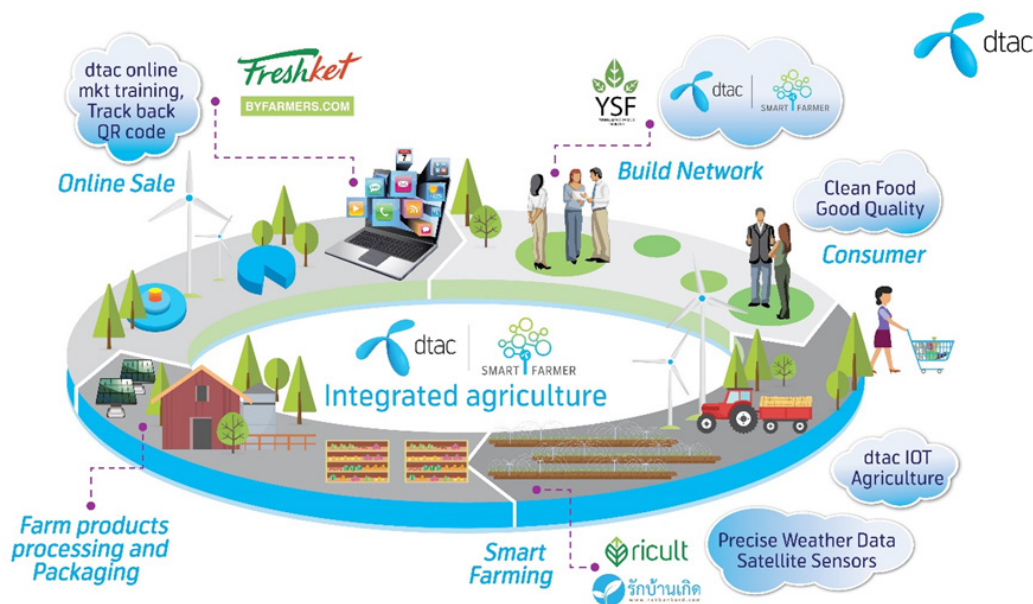 dtac
dtac online
mkt training,
Track back
QR code
Online Sale
Freshket
BYFARMERS.COM
YSF
dtac
SMART FARMER
Build Network
Clean Food
Good Quality
Consumer
dtac
SMART FARMER
Integrated agriculture
Farm products
processing and
Packaging
Smart
Farming
ricult
รักบ้านเกิด
dtac IOT
Agriculture
Precise Weather Data
Satellite Sensors
7